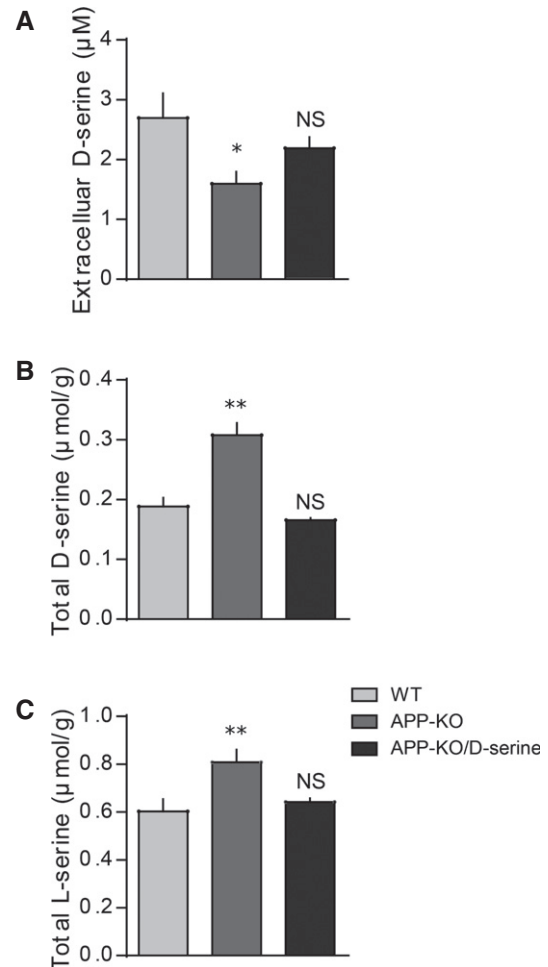 A
Extracelluar D-serine (µM)
4
3
2
1
0
*
NS
B
Total D-serine (µmol/g)
0.4
0.3
0.2
0.1
0.0
**
NS
C
Total L-serine (µmol/g)
1.0
0.8
0.6
0.4
0.2
0.0
**
NS
WT
APP-KO
APP-KO/D-serine